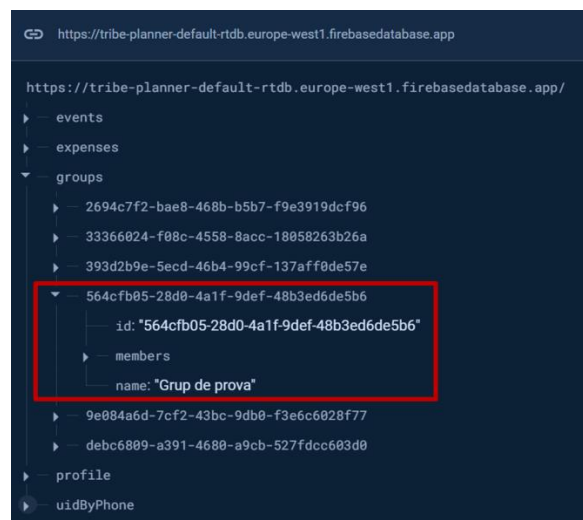 https://tribe-planner-default-rtdb.europe-west1.firebasedatabase.app
https://tribe-planner-default-rtdb.europe-west1.firebasedatabase.app/
events
expenses
groups
2694c7f2-bae8-468b-b5b7-f9e3919dcf96
33366024-f08c-4558-8acc-18058263b26a
393d2b9e-5ecd-46b4-99cf-137aff0de57e
564cfb05-28d0-4a1f-9def-48b3ed6de5b6
id: "564cfb05-28d0-4a1f-9def-48b3ed6de5b6"
members
name: "Grup de prova"
9e084a6d-7cf2-43bc-9db0-f3e6c6028f77
debc6809-a391-4680-a9cb-527fdcc603d0
profile
uidByPhone